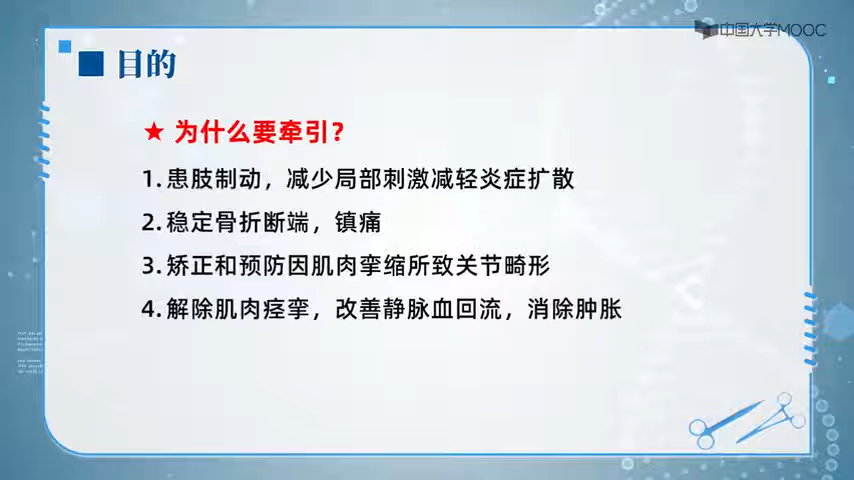 中国大学MOOC
目的
★ 为什么要牵引?
1. 患肢制动，减少局部刺激减轻炎症扩散
2. 稳定骨折断端，镇痛
3. 矫正和预防因肌肉挛缩所致关节畸形
4. 解除肌肉痉挛，改善静脉血回流，消除肿胀